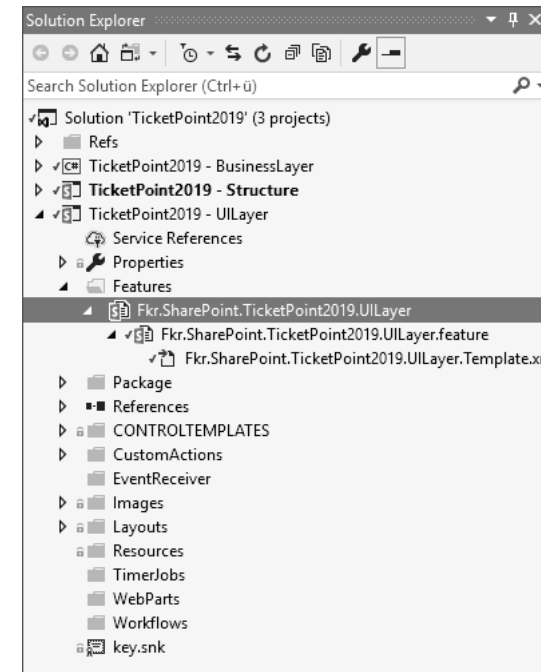 Solution Explorer
Search Solution Explorer (Ctrl+ü)
Solution 'TicketPoint2019' (3 projects)
Refs
C# TicketPoint2019 - BusinessLayer
TicketPoint2019 - Structure
TicketPoint2019 - UILayer
Service References
Properties
Features
Fkr.SharePoint.TicketPoint2019.UILayer
Fkr.SharePoint.TicketPoint2019.UILayer.feature
Fkr.SharePoint.TicketPoint2019.UILayer.Template.x
Package
References
CONTROLTEMPLATES
CustomActions
EventReceiver
Images
Layouts
Resources
TimerJobs
WebParts
Workflows
key.snk